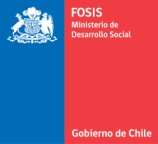 FOSIS
Ministerio de
Desarrollo Social
Gobierno de Chile